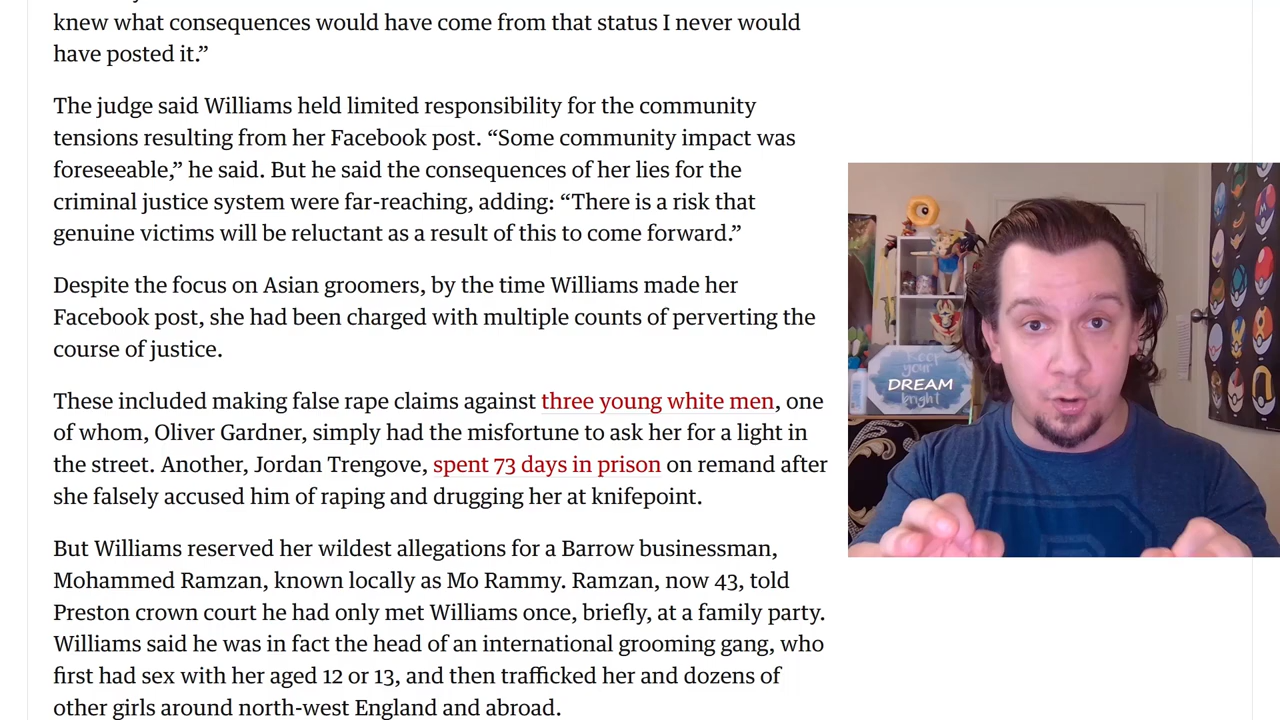 knew what consequences would have come from that status I never would
have posted it.”
The judge said Williams held limited responsibility for the community
tensions resulting from her Facebook post. “Some community impact was
foreseeable,” he said. But he said the consequences of her lies for the
criminal justice system were far-reaching, adding: “There is a risk that
genuine victims will be reluctant as a result of this to come forward.”
Despite the focus on Asian groomers, by the time Williams made her
Facebook post, she had been charged with multiple counts of perverting the
course of justice.
These included making false rape claims against three young white men, one
of whom, Oliver Gardner, simply had the misfortune to ask her for a light in
the street. Another, Jordan Trengove, spent 73 days in prison on remand after
she falsely accused him of raping and drugging her at knifepoint.
But Williams reserved her wildest allegations for a Barrow businessman,
Mohammed Ramzan, known locally as Mo Rammy. Ramzan, now 43, told
Preston crown court he had only met Williams once, briefly, at a family party.
Williams said he was in fact the head of an international grooming gang, who
first had sex with her aged 12 or 13, and then trafficked her and dozens of
other girls around north-west England and abroad.
Keep
your
DREAM
bright